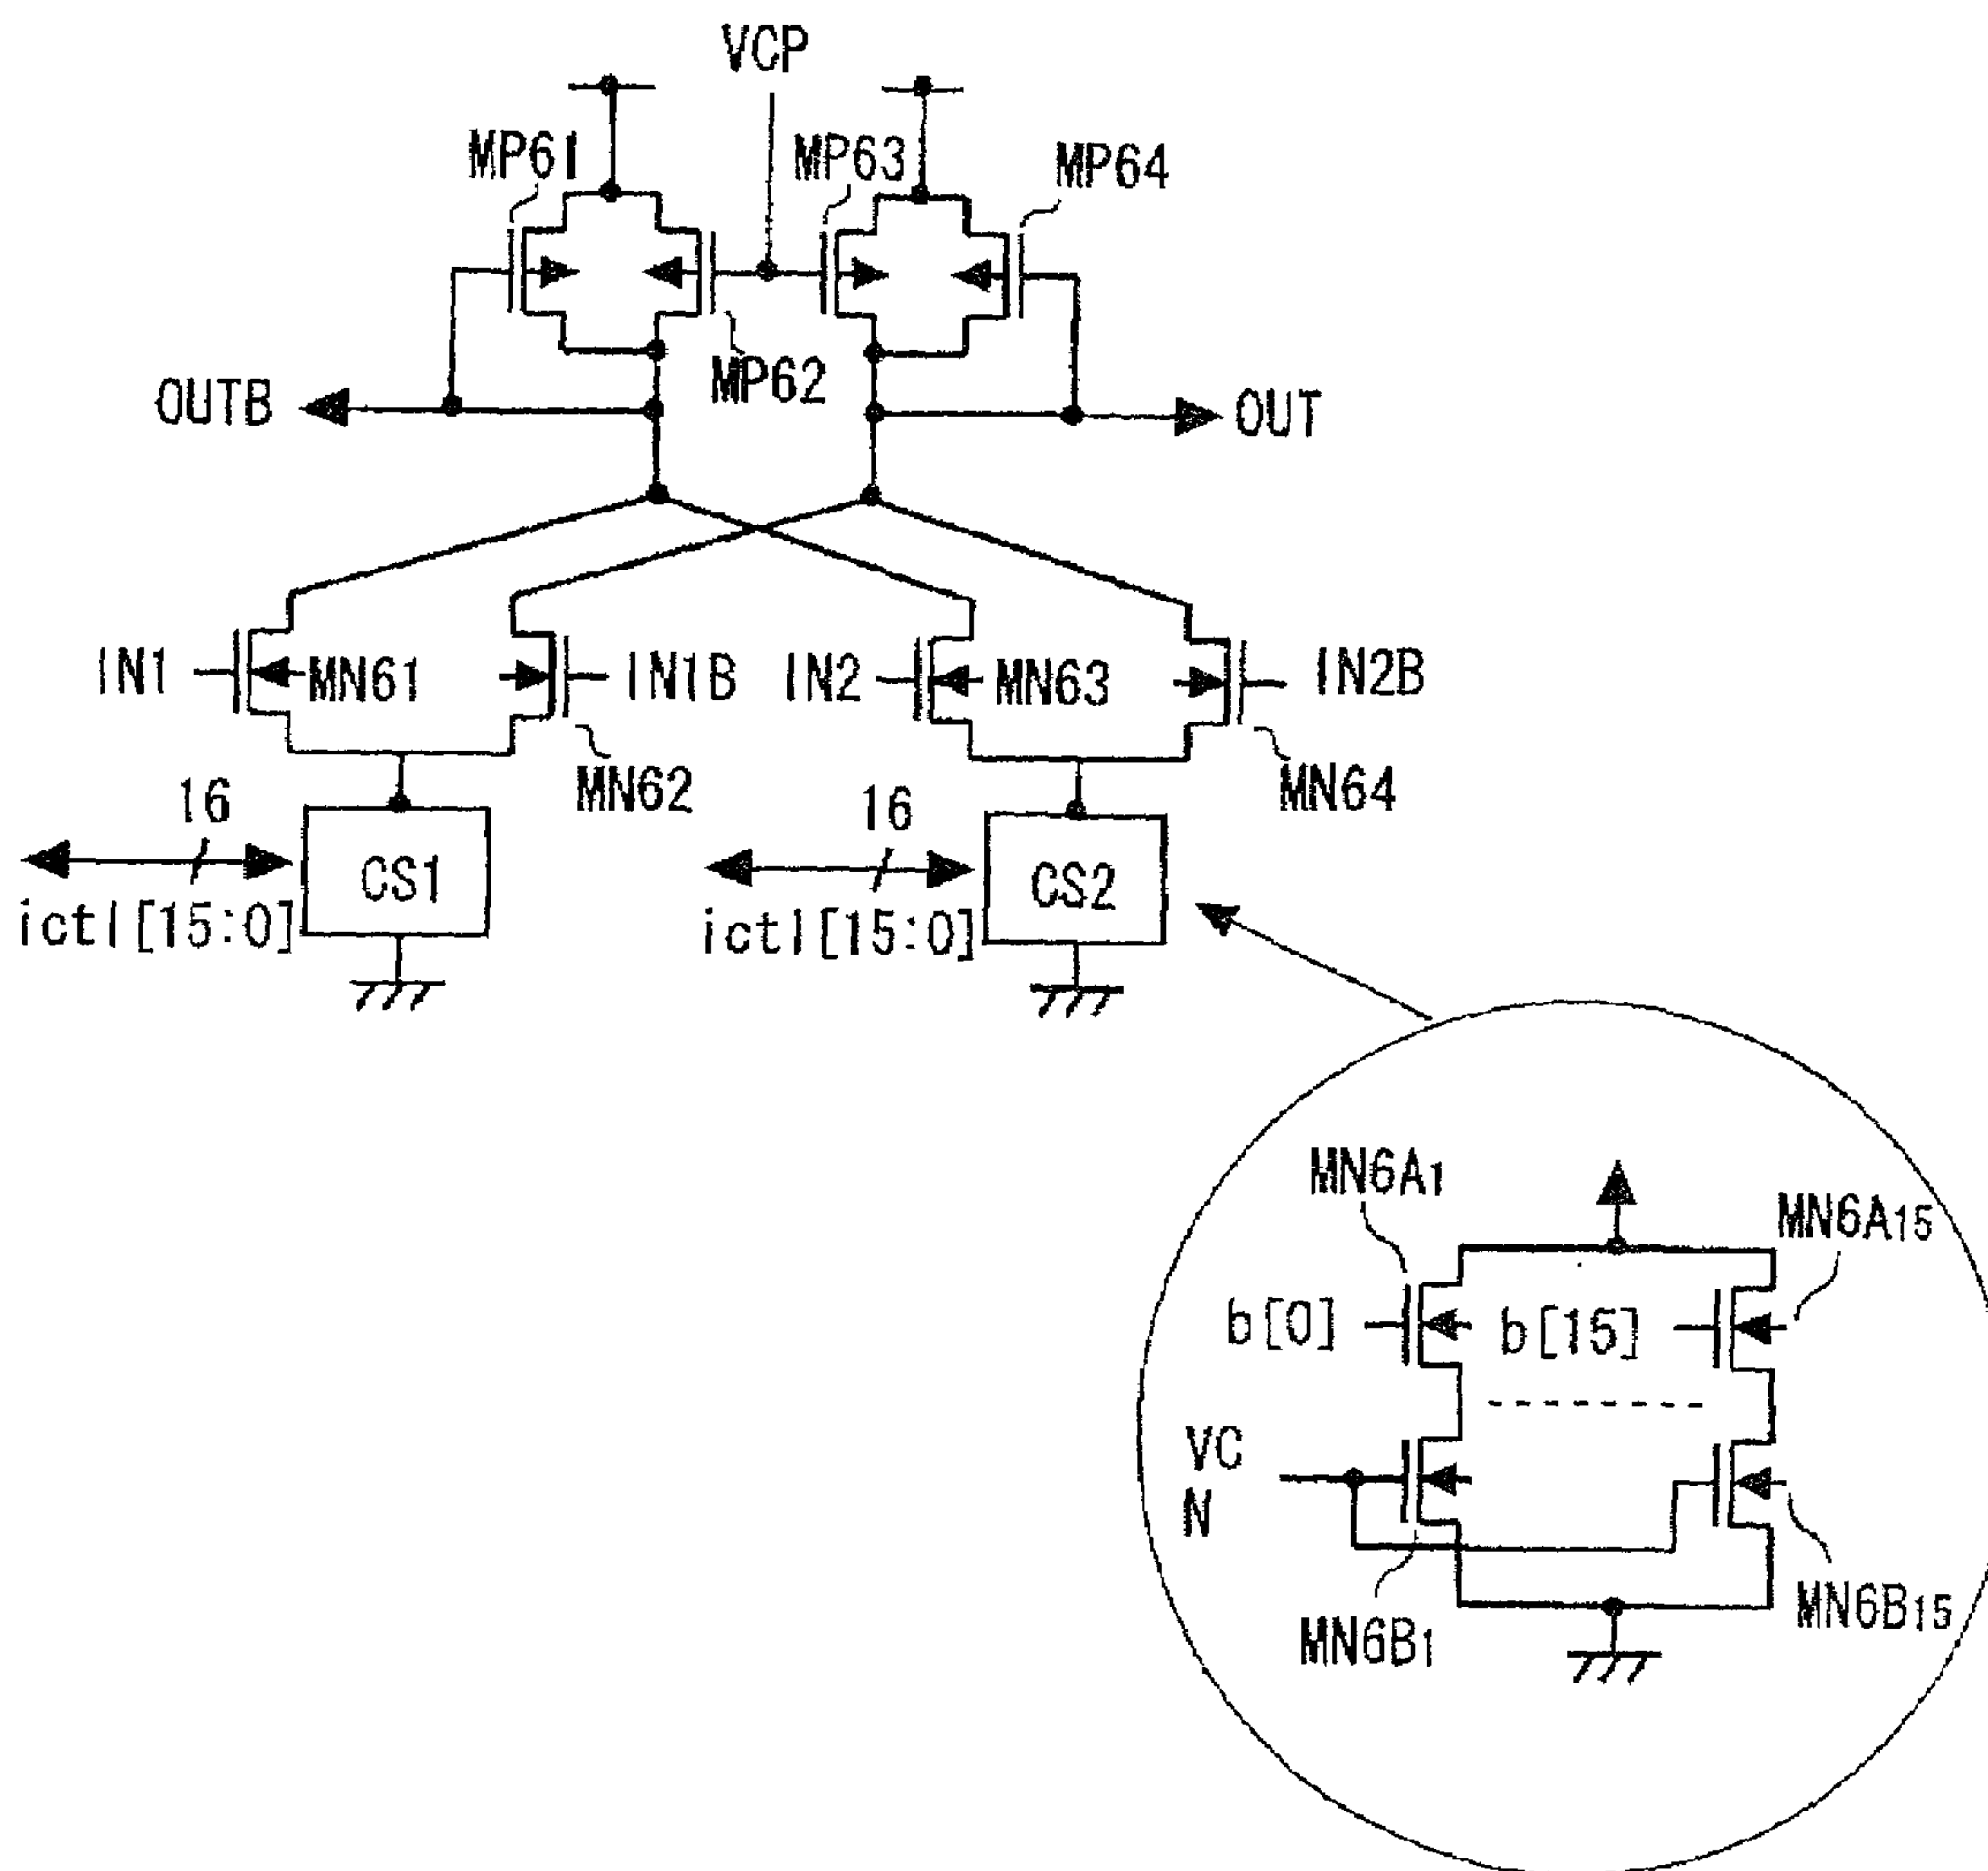 VCP
MP61
MP63
MP64
MP62
OUTB
OUT
IN1
MN61
IN1B
IN2
MN63
IN2B
MN62
MN64
16
16
CS1
CS2
ictl[15:0]
ictl[15:0]
MN6A1
MN6A15
b[0]
b[15]
VC
N
MN6B1
MN6B15